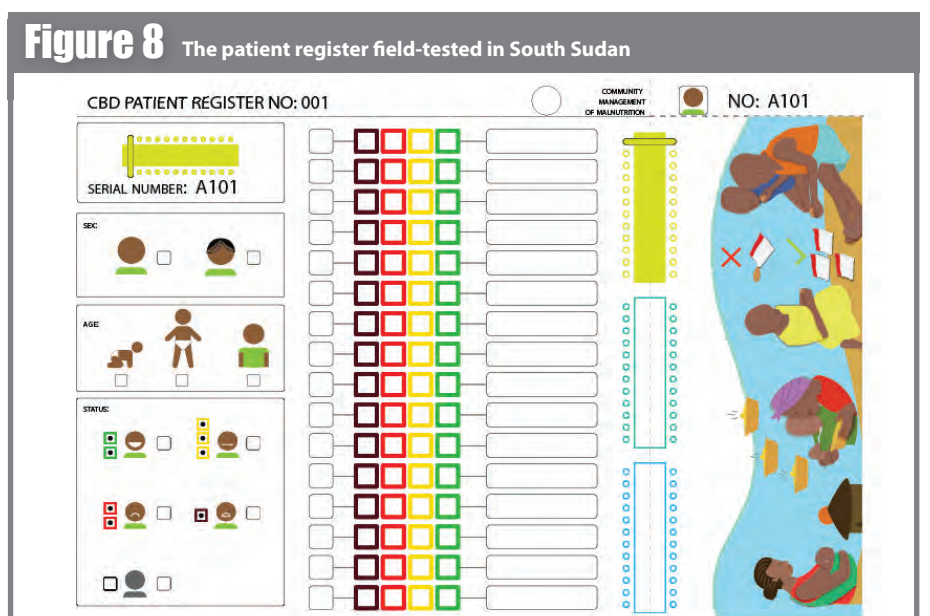 Figure 8 The patient register field-tested in South Sudan
CBD PATIENT REGISTER NO: 001
COMMUNITY
MANAGEMENT
OF MALNUTRITION
NO: A101
SERIAL NUMBER: A101
SEX:
AGE:
STATUS: